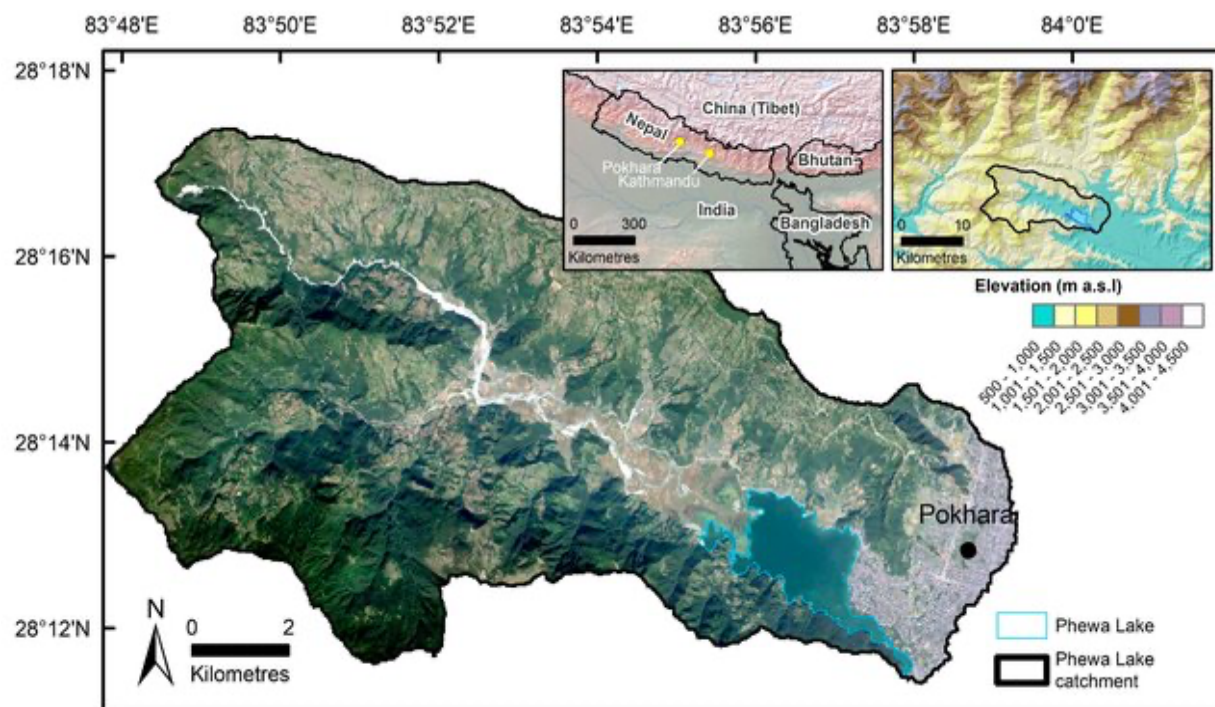 83°48'E 83°50'E 83°52'E 83°54'E 83°56'E 83°58'E 84°0'E
28°18'N
28°16'N
28°14'N
28°12'N
China (Tibet)
Nepal
Pokhara
Kathmandu
Bhutan
India
Bangladesh
0 300
Kilometres
0 10
Kilometres
Elevation (m a.s.l)
500 - 1,000
1,001 - 1,500
1,501 - 2,000
2,001 - 2,500
2,501 - 3,000
3,001 - 3,500
3,501 - 4,000
4,001 - 4,500
Pokhara
N
0 2
Kilometres
Phewa Lake
Phewa Lake
catchment